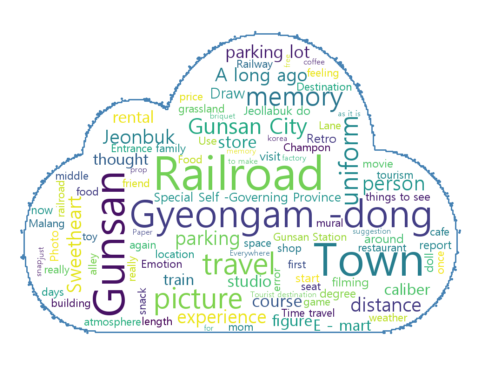 parking lot
Railway
coffee
A long ago
feeling
Draw
memory
Destination
price
grassland
Jeollabuk do
rental
Gunsan City
briquet
Lane
as it is
Jeonbuk
store
Use
korea
Retro
Entrance family
Champon
uniform
thought
Food
memory
to make
visit
factory
movie
middle
friend
prop
Railroad
person
tourism
food
Special Self -Governing Province
things to see
Photo
railroad
Sweetheart
Gunsan
Gyeongam -dong
now
Malang
toy
Paper
mural
suggestion
cafe
again
parking
space
Gunsan Station
around
report
really
alley
location
Everywhere
shop
restaurant
doll
once
snap
just
really
Emotion
travel
first
Town
days
train
studio
error
start
filming
seat
degree
caliber
building
snack
picture
Tourist destination
course
game
distance
atmosphere
length
Time travel
weather
experience
figure
E - mart
for
mom